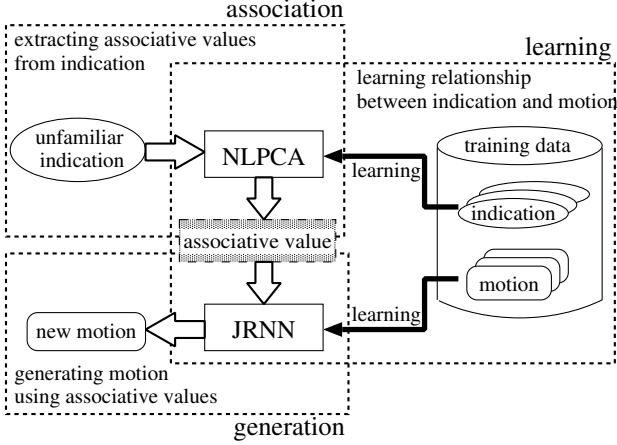 association
extracting associative values
from indication
learning
learning relationship
between indication and motion
unfamiliar
indication
NLPCA
learning
training data
indication
associative value
motion
learning
new motion
JRNN
generating motion
using associative values
generation